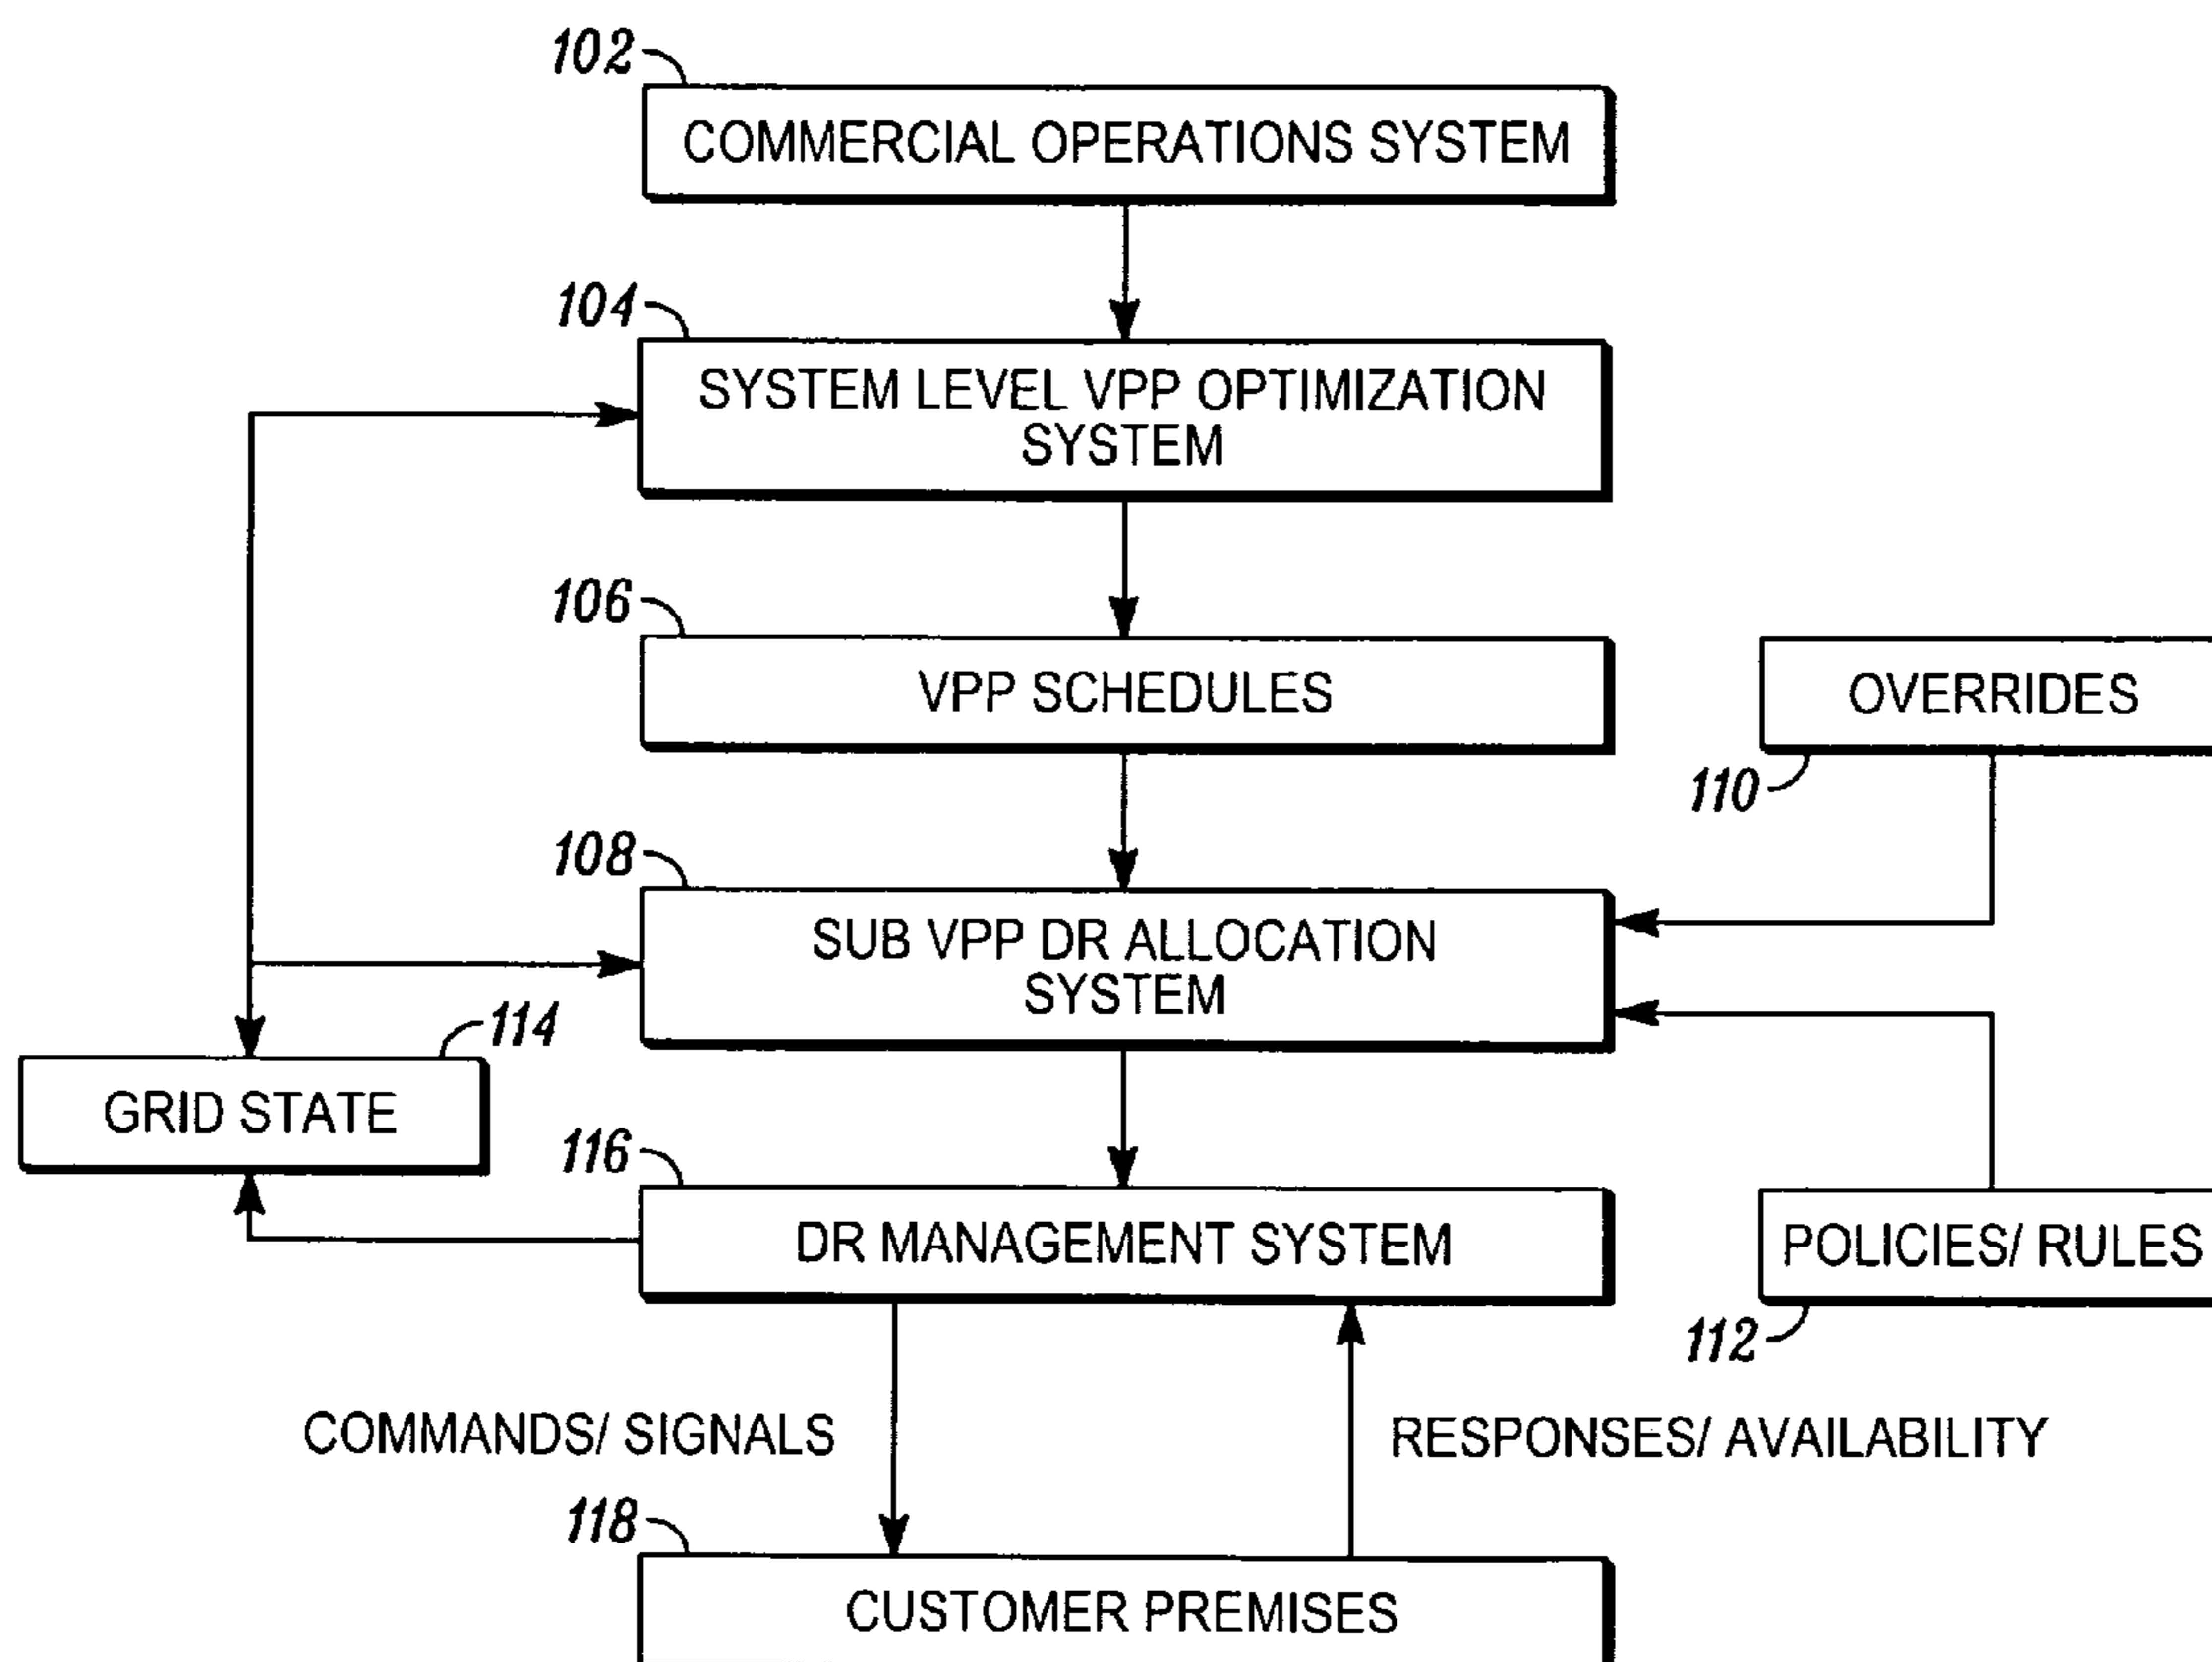 102
COMMERCIAL OPERATIONS SYSTEM
104
SYSTEM LEVEL VPP OPTIMIZATION
SYSTEM
106
VPP SCHEDULES
OVERRIDES
110
108
SUB VPP DR ALLOCATION
SYSTEM
114
GRID STATE
116
DR MANAGEMENT SYSTEM
POLICIES/ RULES
112
COMMANDS/ SIGNALS
RESPONSES/ AVAILABILITY
118
CUSTOMER PREMISES